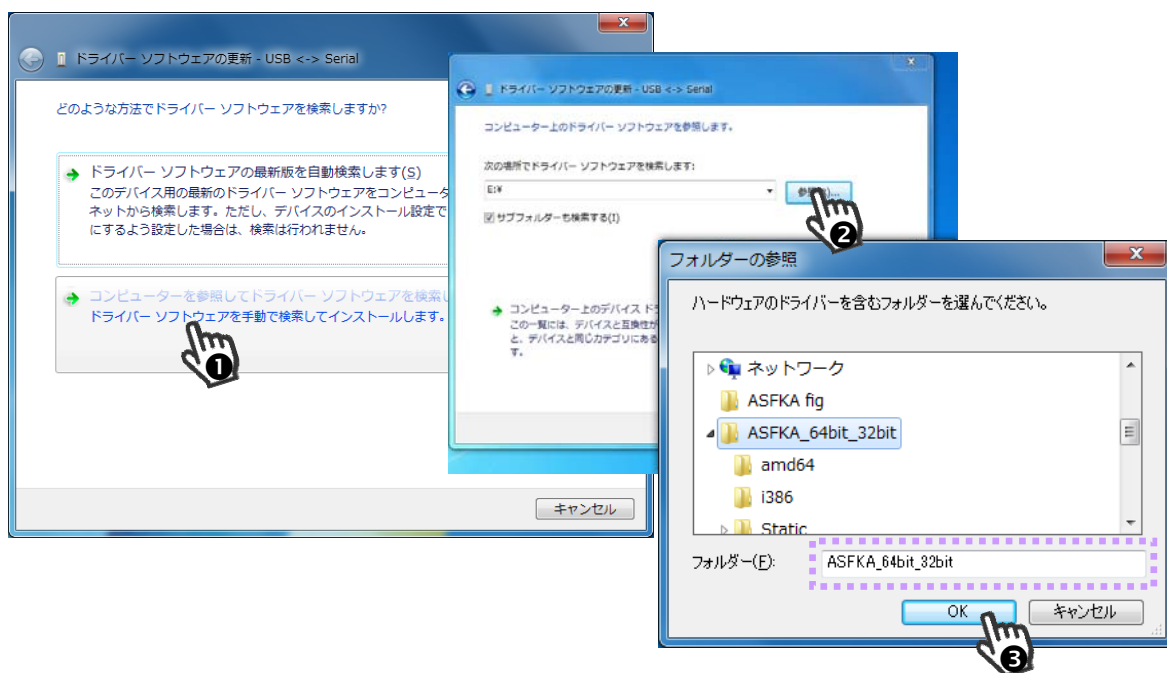 ドライバー ソフトウェアの更新 - USB <-> Serial
どのような方法でドライバー ソフトウェアを検索しますか?
ドライバー ソフトウェアの最新版を自動検索します(S)
このデバイス用の最新のドライバー ソフトウェアをコンピュータ
ネットから検索します。ただし、デバイスのインストール設定で
にするよう設定した場合は、検索は行われません。
コンピューターを参照してドライバー ソフトウェアを検索し
ドライバー ソフトウェアを手動で検索してインストールします。
1
キャンセル
ドライバー ソフトウェアの更新 - USB <-> Serial
コンピューター上のドライバー ソフトウェアを参照します。
次の場所でドライバー ソフトウェアを検索します:
E:¥
サブフォルダーも検索する(I)
2
コンピューター上のデバイス ド
この一覧には、デバイスと互換性が
と、デバイスと同じカテゴリにある
す。
フォルダーの参照
ハードウェアのドライバーを含むフォルダーを選んでください。
ネットワーク
ASFKA fig
ASFKA_64bit_32bit
amd64
i386
Static
フォルダー(F): ASFKA_64bit_32bit
OK キャンセル
3